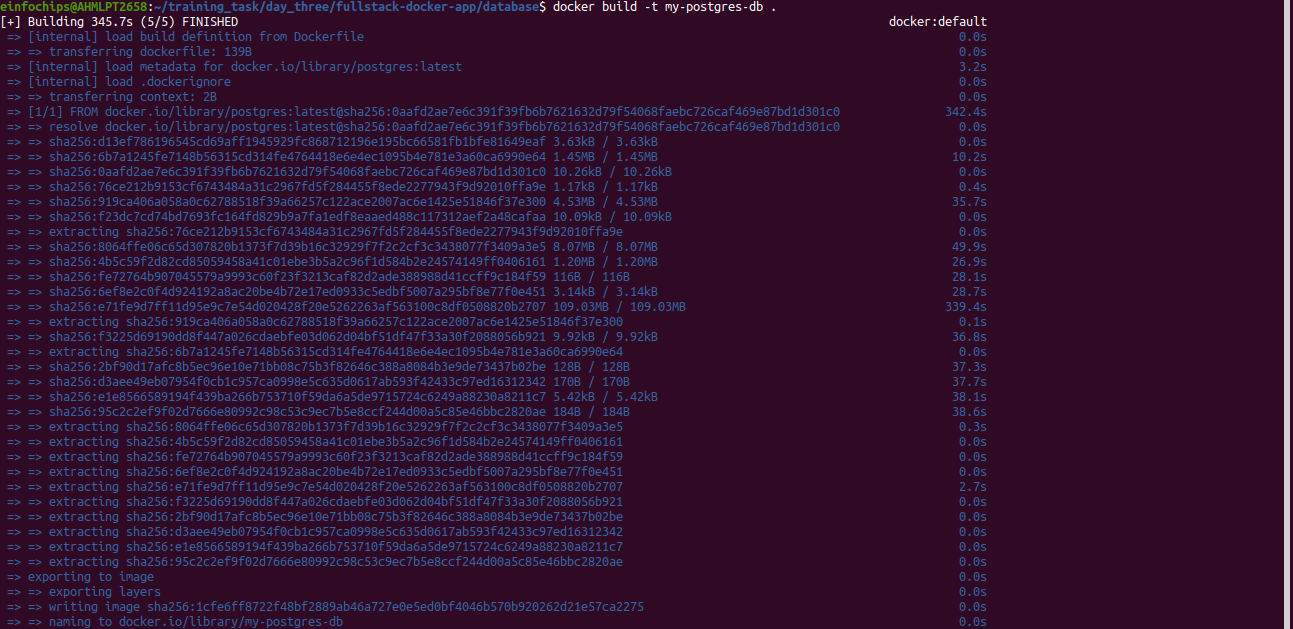 einfochips@AHMLPT2658:~/training_task/day_three/fullstack-docker-app/database$ docker build -t my-postgres-db .
[+] Building 345.7s (5/5) FINISHED docker:default
=> [internal] load build definition from Dockerfile 0.0s
=> => transferring dockerfile: 139B 0.0s
=> [internal] load metadata for docker.io/library/postgres:latest 3.2s
=> [internal] load .dockerignore 0.0s
=> => transferring context: 2B 0.0s
=> [1/1] FROM docker.io/library/postgres:latest@sha256:0aafd2ae7e6c391f39fb6b7621632d79f54068faebc726caf469e87bd1d301c0 342.4s
=> => resolve docker.io/library/postgres:latest@sha256:0aafd2ae7e6c391f39fb6b7621632d79f54068faebc726caf469e87bd1d301c0 0.0s
=> => sha256:d13ef786196545cd69aff1945929fc868712196e195bc66581fb1bfe81649eaf 3.63kB / 3.63kB 0.0s
=> => sha256:6b7a1245fe7148b56315cd314fe4764418e6e4ec1095b4e781e3a60ca6990e64 1.45MB / 1.45MB 10.2s
=> => sha256:0aafd2ae7e6c391f39fb6b7621632d79f54068faebc726caf469e87bd1d301c0 10.26kB / 10.26kB 0.0s
=> => sha256:76ce212b9153cf6743484a31c2967fd5f284455f8ede2277943f9d92010ffa9e 1.17kB / 1.17kB 0.4s
=> => sha256:919ca406a058a0c62788518f39a66257c122ace2007ac6e1425e51846f37e300 4.53MB / 4.53MB 35.7s
=> => sha256:f23dc7cd74bd7693fc164fd829b9a7fa1edf8eaaed488c117312aef2a48cafaa 10.09kB / 10.09kB 0.0s
=> => extracting sha256:76ce212b9153cf6743484a31c2967fd5f284455f8ede2277943f9d92010ffa9e 0.0s
=> => sha256:8064ffe06c65d307820b1373f7d39b16c32929f7f2c2cf3c3438077f3409a3e5 8.07MB / 8.07MB 49.9s
=> => sha256:4b5c59f2d82cd85059458a41c01ebe3b5a2c96f1d584b2e24574149ff0406161 1.20MB / 1.20MB 26.9s
=> => sha256:fe72764b907045579a9993c60f23f3213caf82d2ade388988d41ccff9c184f59 116B / 116B 28.1s
=> => sha256:6ef8e2c0f4d924192a8ac20be4b72e17ed0933c5edbf5007a295bf8e77f0e451 3.14kB / 3.14kB 28.7s
=> => sha256:e71fe9d7ff11d95e9c7e54d020428f20e5262263af563100c8df0508820b2707 109.03MB / 109.03MB 339.4s
=> => extracting sha256:919ca406a058a0c62788518f39a66257c122ace2007ac6e1425e51846f37e300 0.1s
=> => sha256:f3225d69190dd8f447a026cdaebfe03d062d04bf51df47f33a30f2088056b921 9.92kB / 9.92kB 36.8s
=> => extracting sha256:6b7a1245fe7148b56315cd314fe4764418e6e4ec1095b4e781e3a60ca6990e64 0.0s
=> => sha256:2bf90d17afc8b5ec96e10e71bb08c75b3f82646c388a8084b3e9de73437b02be 128B / 128B 37.3s
=> => sha256:d3aee49eb07954f0cb1c957ca0998e5c635d0617ab593f42433c97ed16312342 170B / 170B 37.7s
=> => sha256:e1e8566589194f439ba266b753710f59da6a5de9715724c6249a88230a8211c7 5.42kB / 5.42kB 38.1s
=> => sha256:95c2c2ef9f02d7666e80992c98c53c9ec7b5e8ccf244d00a5c85e46bbc2820ae 184B / 184B 38.6s
=> => extracting sha256:8064ffe06c65d307820b1373f7d39b16c32929f7f2c2cf3c3438077f3409a3e5 0.3s
=> => extracting sha256:4b5c59f2d82cd85059458a41c01ebe3b5a2c96f1d584b2e24574149ff0406161 0.0s
=> => extracting sha256:fe72764b907045579a9993c60f23f3213caf82d2ade388988d41ccff9c184f59 0.0s
=> => extracting sha256:6ef8e2c0f4d924192a8ac20be4b72e17ed0933c5edbf5007a295bf8e77f0e451 0.0s
=> => extracting sha256:e71fe9d7ff11d95e9c7e54d020428f20e5262263af563100c8df0508820b2707 2.7s
=> => extracting sha256:f3225d69190dd8f447a026cdaebfe03d062d04bf51df47f33a30f2088056b921 0.0s
=> => extracting sha256:2bf90d17afc8b5ec96e10e71bb08c75b3f82646c388a8084b3e9de73437b02be 0.0s
=> => extracting sha256:d3aee49eb07954f0cb1c957ca0998e5c635d0617ab593f42433c97ed16312342 0.0s
=> => extracting sha256:e1e8566589194f439ba266b753710f59da6a5de9715724c6249a88230a8211c7 0.0s
=> => extracting sha256:95c2c2ef9f02d7666e80992c98c53c9ec7b5e8ccf244d00a5c85e46bbc2820ae 0.0s
=> exporting to image 0.0s
=> => exporting layers 0.0s
=> => writing image sha256:1cfe6ff8722f48bf2889ab46a727e0e5ed0bf4046b570b920262d21e57ca2275 0.0s
=> => naming to docker.io/library/my-postgres-db 0.0s